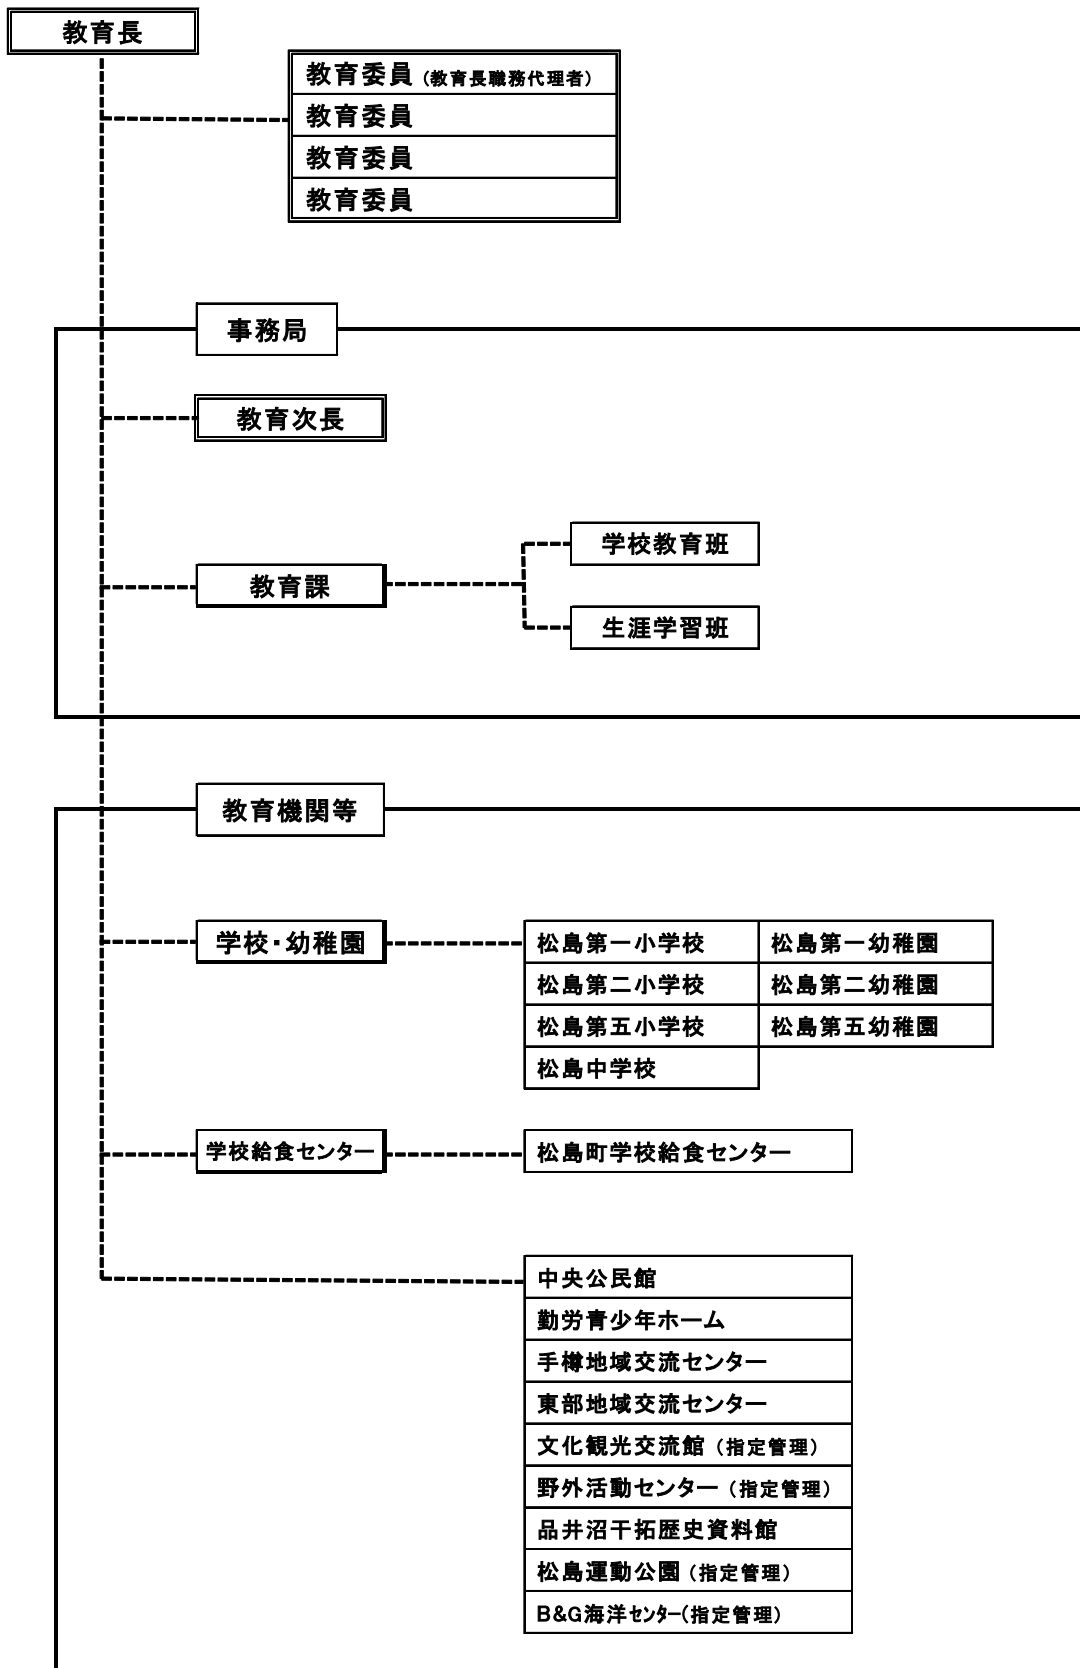 教育長
教育委員（教育長職務代理者）
教育委員
教育委員
教育委員
事務局
教育次長
学校教育班
教育課
生涯学習班
教育機関等
学校・幼稚園
松島第一小学校 松島第一幼稚園
松島第二小学校 松島第二幼稚園
松島第五小学校 松島第五幼稚園
松島中学校
学校給食センター 松島町学校給食センター
中央公民館
勤労青少年ホーム
手樽地域交流センター
東部地域交流センター
文化観光交流館（指定管理）
野外活動センター（指定管理）
品井沼干拓歴史資料館
松島運動公園（指定管理）
B&G海洋ｾﾝﾀｰ（指定管理）